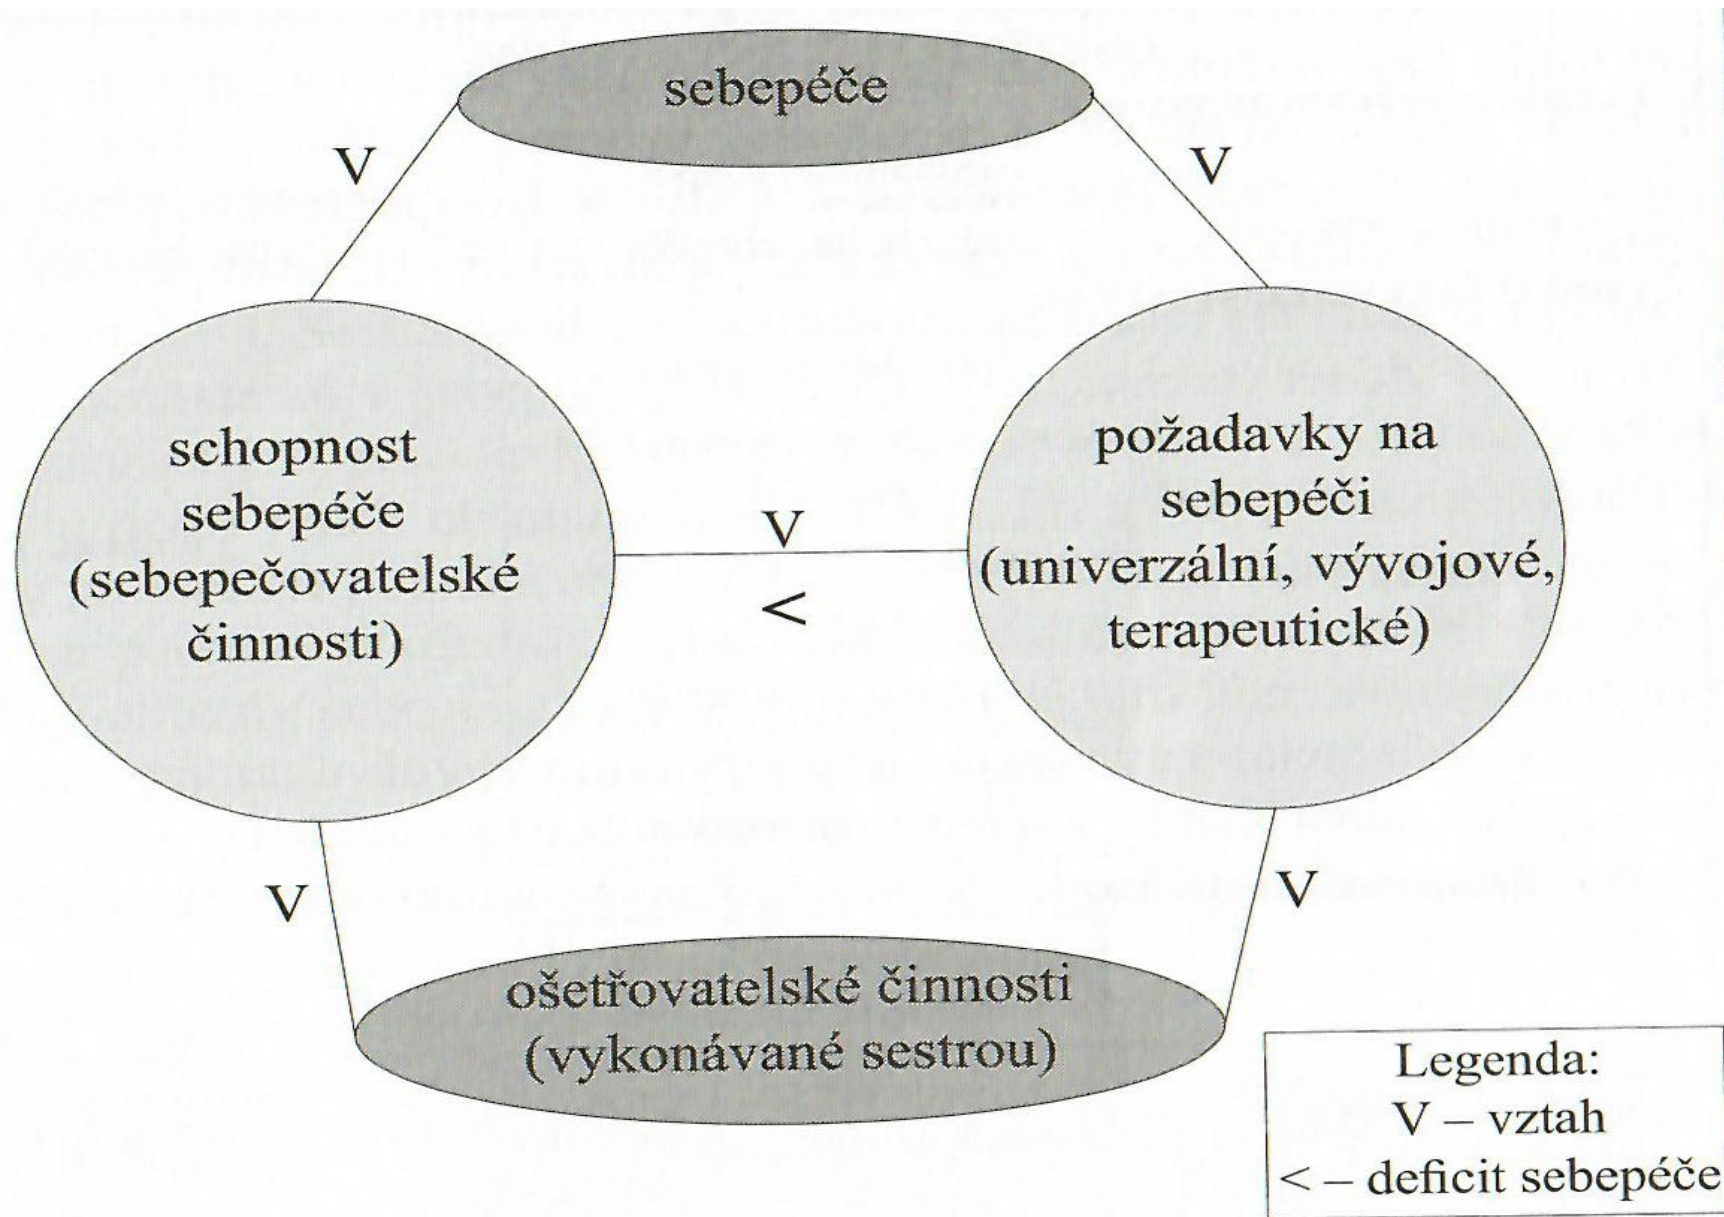 sebepéče
V
V
schopnost
sebepéče
(sebepečovatelské
činnosti)
V
<
požadavky na
sebepéči
(univerzální, vývojové,
terapeutické)
V
V
ošetřovatelské činnosti
(vykonávané sestrou)
Legenda:
V – vztah
< – deficit sebepéče